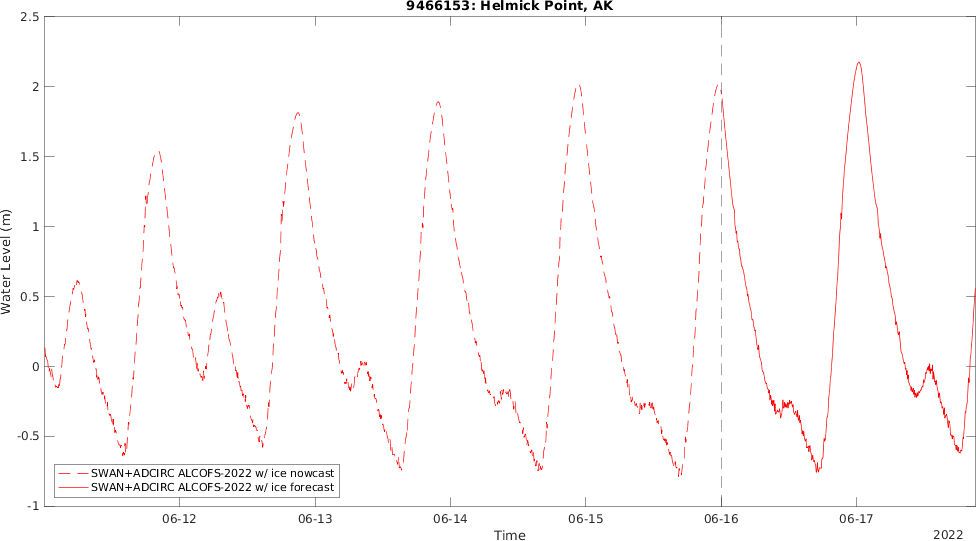 9466153: Helmick Point, AK
2.5
2
1.5
1
0.5
0
-0.5
-1
Water Level (m)
SWAN+ADCIRC ALCOFS-2022 w/ ice nowcast
SWAN+ADCIRC ALCOFS-2022 w/ ice forecast
06-12 06-13 06-14 06-15 06-16 06-17
Time
2022